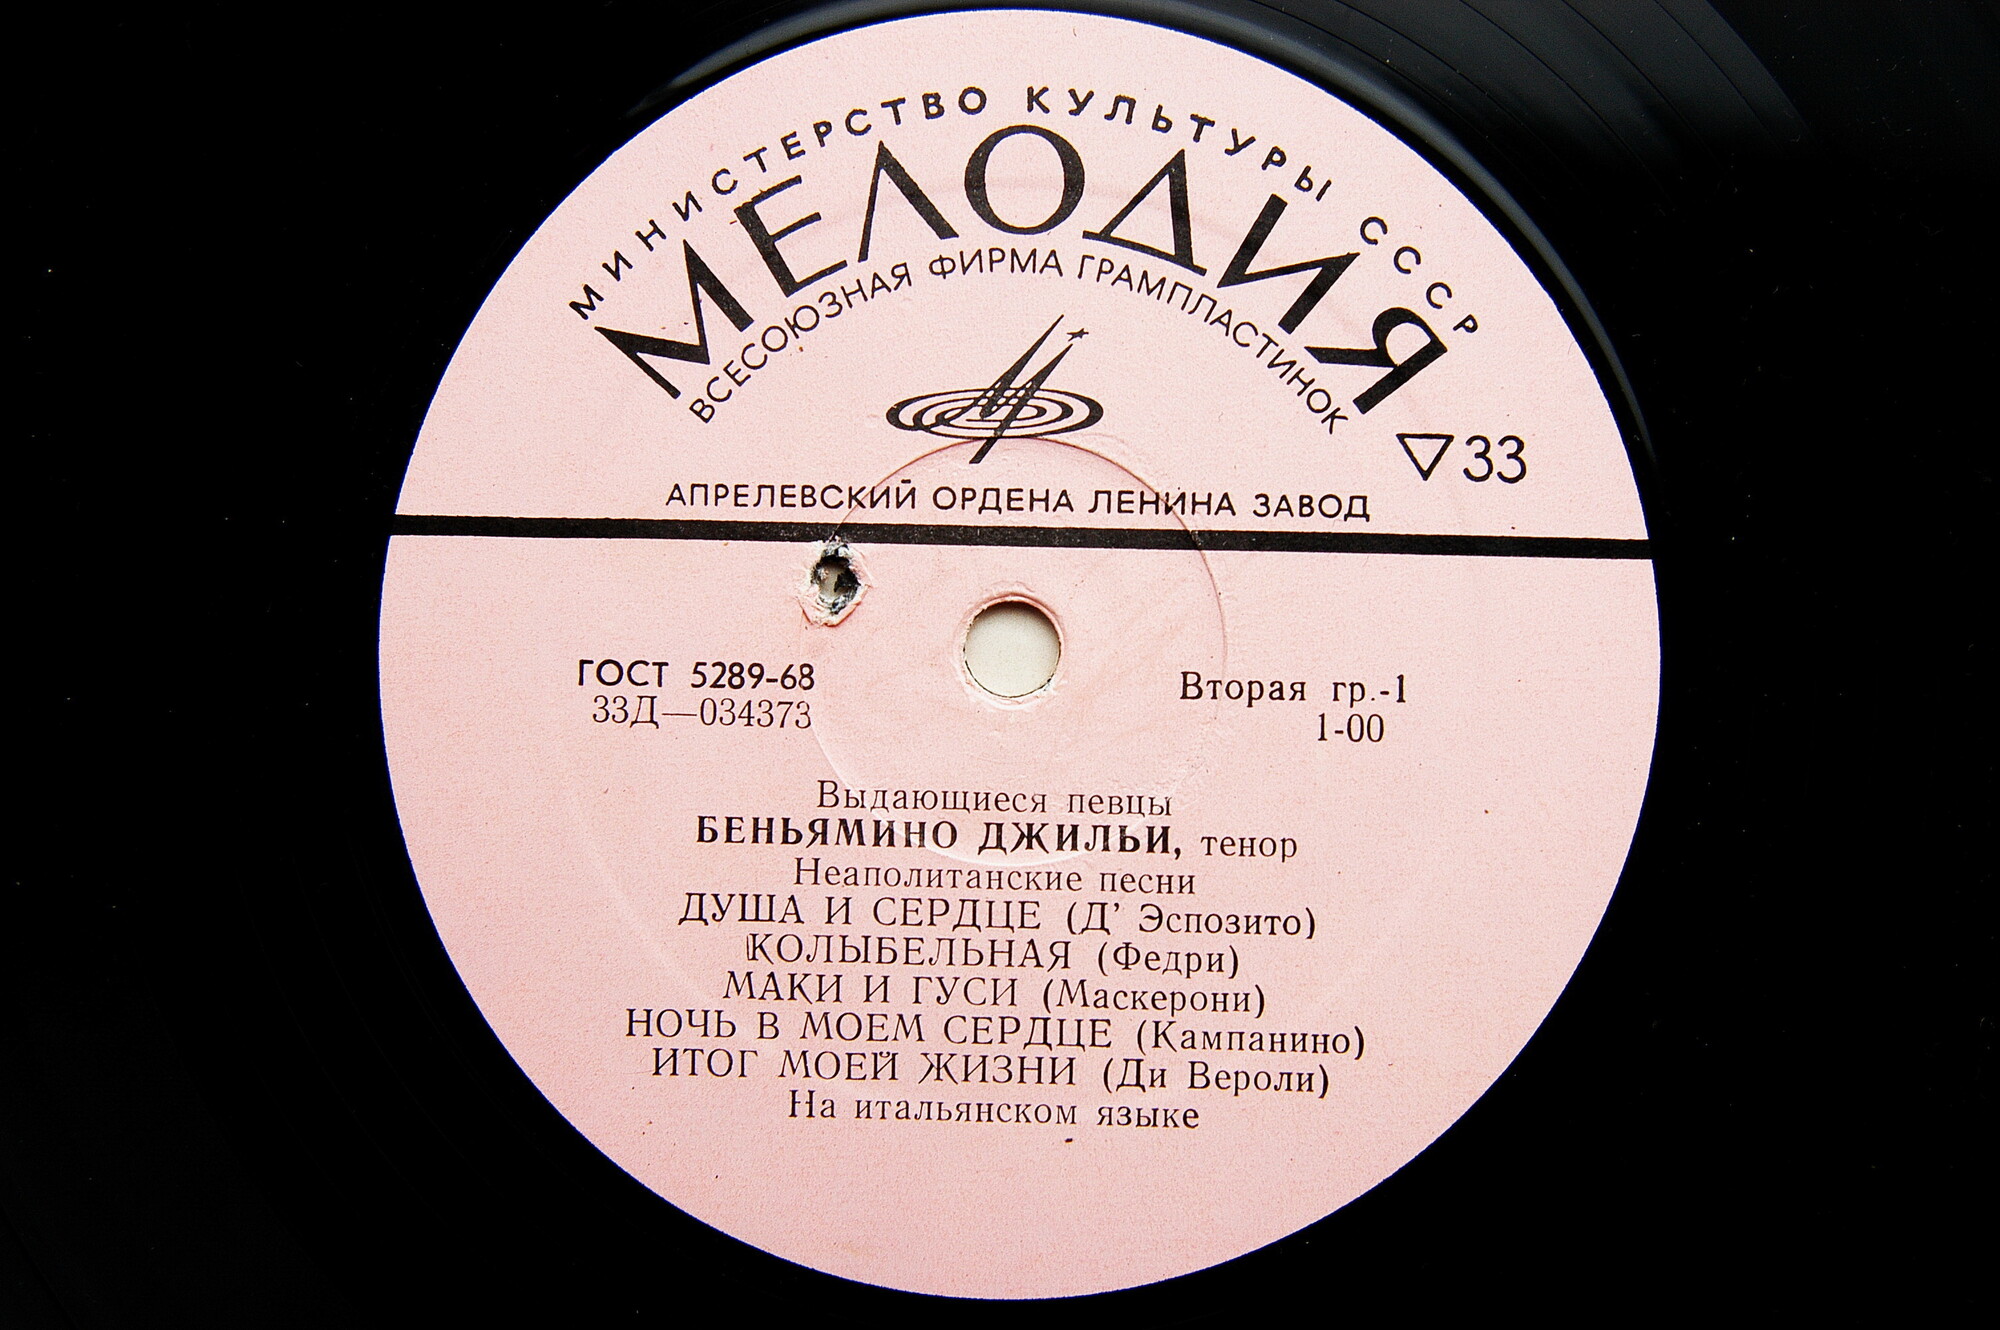 МИНИСТЕРСТВО КУЛЬТУРЫ СССР
МЕЛОДИЯ
ВСЕСОЮЗНАЯ ФИРМА ГРАМПЛАСТИНОК
33
АПРЕЛЕВСКИЙ ОРДЕНА ЛЕНИНА ЗАВОД
ГОСТ 5289-68
33Д—034373
Вторая гр.-1
1-00
Выдающиеся певцы
БЕНЬЯМИНО ДЖИЛЬИ, тенор
Неаполитанские песни
ДУША И СЕРДЦЕ (Д’ Эспозито)
КОЛЫБЕЛЬНАЯ (Федри)
МАКИ И ГУСИ (Маскерони)
НОЧЬ В МОЕМ СЕРДЦЕ (Кампанино)
ИТОГ МОЕЙ ЖИЗНИ (Ди Вероли)
На итальянском языке